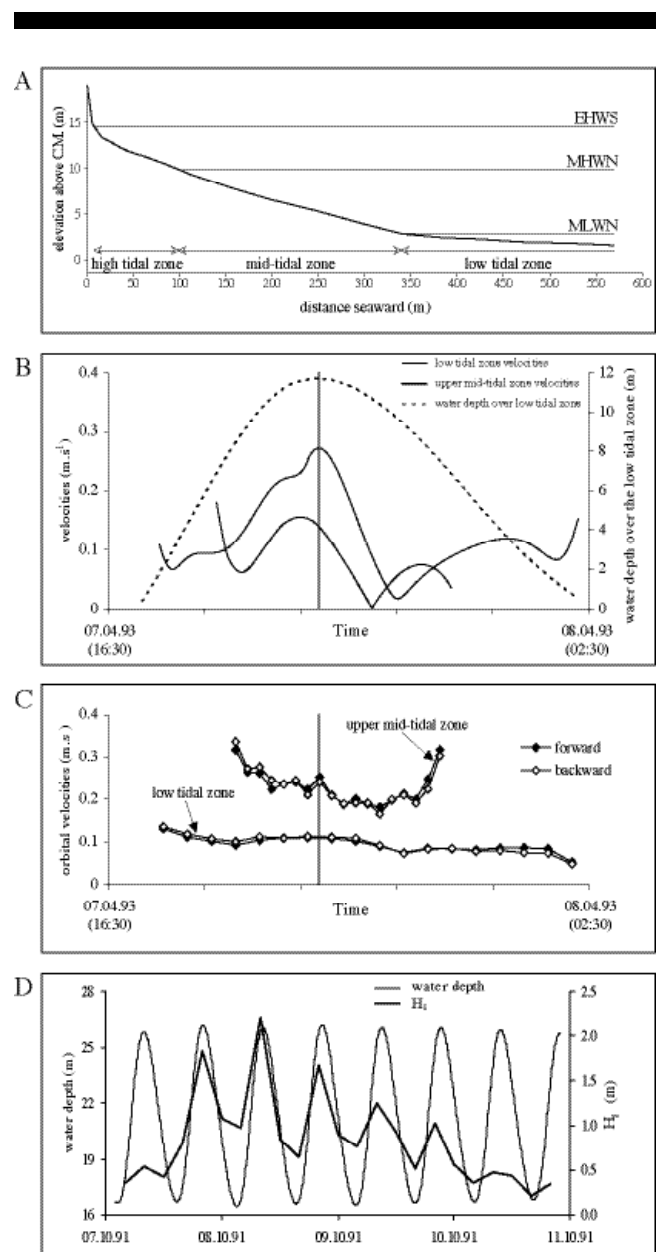 A
elevation above C.M. (m)
15
10
5
0
EHWS
MHWN
MLWN
high tidal zone
mid-tidal zone
low tidal zone
0 50 100 150 200 250 300 350 400 450 500 550 600
distance seaward (m)
B
velocities (m.s¹)
0.4
0.3
0.2
0.1
0
low tidal zone velocities
upper mid-tidal zone velocities
water depth over low tidal zone
12
10
8
6
4
2
0
water depth over the low tidal zone (m)
07.04.93
(16:30)
Time
08.04.93
(02:30)
C
orbital velocities (m.s)
0.4
0.3
0.2
0.1
0
upper mid-tidal zone
low tidal zone
forward
backward
07.04.93
(16:30)
Time
08.04.93
(02:30)
D
water depth (m)
28
25
22
19
16
water depth
2.5
2.0
1.5
1.0
0.5
0.0
(m)
07.10.91 08.10.91 09.10.91 10.10.91 11.10.91